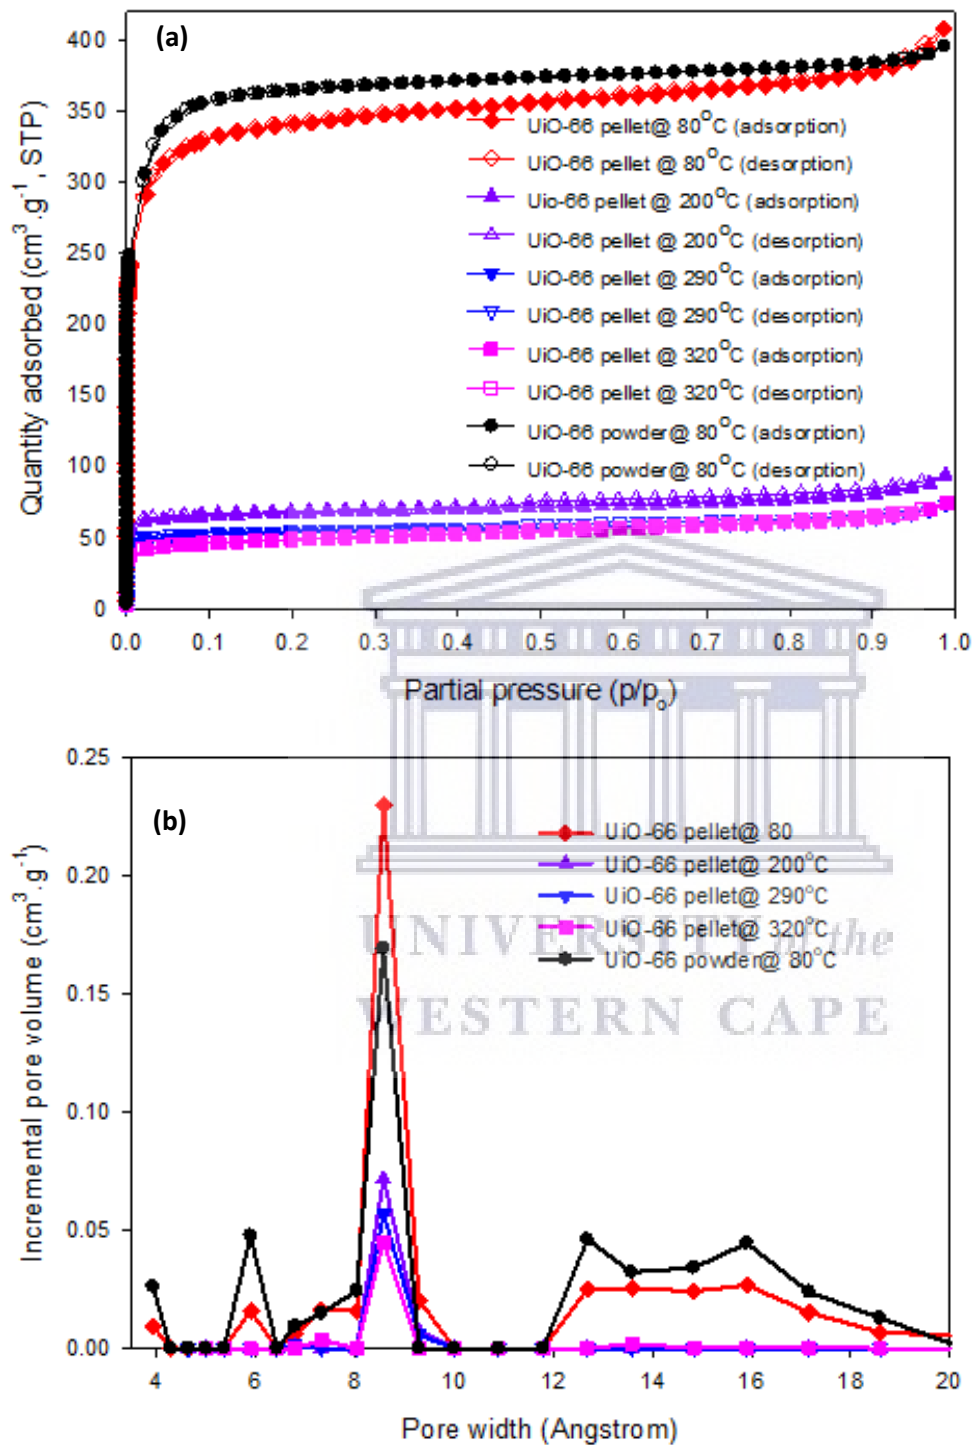 (a)
Quantity adsorbed (cm³.g⁻¹, STP)
400
350
300
250
200
150
100
50
0
UiO-66 pellet@ 80°C (adsorption)
UiO-66 pellet @ 80°C (desorption)
Uio-66 pellet @ 200°C (adsorption)
UiO-66 pellet @ 200°C (desorption)
UiO-66 pellet @ 290°C (adsorption)
UiO-66 pellet @ 290°C (desorption)
UiO-66 pellet @ 320°C (adsorption)
UiO-66 pellet @ 320°C (desorption)
UiO-66 powder@ 80°C (adsorption)
UiO-66 powder@ 80°C (desorption)
0.0 0.1 0.2 0.3 0.4 0.5 0.6 0.7 0.8 0.9 1.0
Partial pressure (p/pₒ)
(b)
Incremental pore volume (cm³.g⁻¹)
0.25
0.20
0.15
0.10
0.05
0.00
UiO-66 pellet@ 80
UiO-66 pellet@ 200°C
UiO-66 pellet@ 290°C
UiO-66 pellet@ 320°C
UiO-66 powder@ 80°C
UNIVERSITY of the
WESTERN CAPE
4 6 8 10 12 14 16 18 20
Pore width (Angstrom)